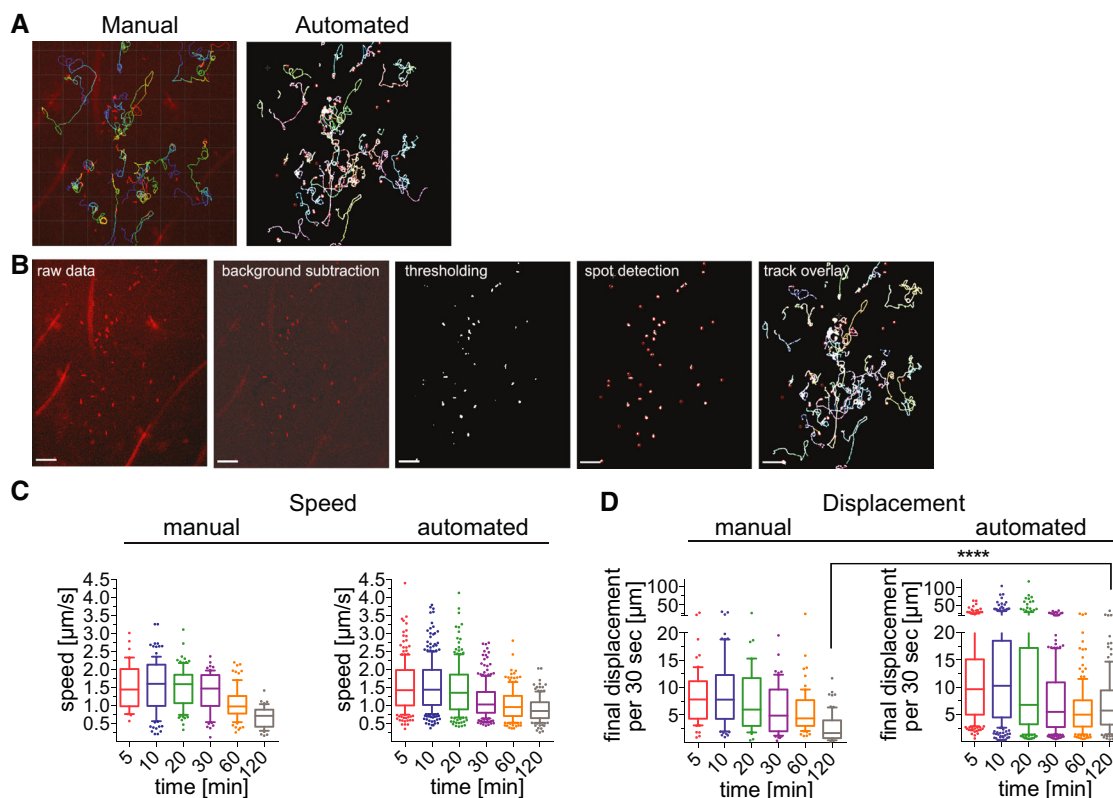 A
Manual
Automated
B
raw data
background subtraction
thresholding
spot detection
track overlay
C
Speed
manual
automated
speed [µm/s]
4.5
4.0
3.5
3.0
2.5
2.0
1.5
1.0
0.5
5
10
20
30
60
120
time [min]
speed [µm/s]
4.5
4.0
3.5
3.0
2.5
2.0
1.5
1.0
0.5
5
10
20
30
60
120
time [min]
D
Displacement
manual
automated
****
final displacement
per 30 sec [µm]
100
50
20
15
10
5
5
10
20
30
60
120
time [min]
final displacement
per 30 sec [µm]
100
50
20
15
10
5
5
10
20
30
60
120
time [min]